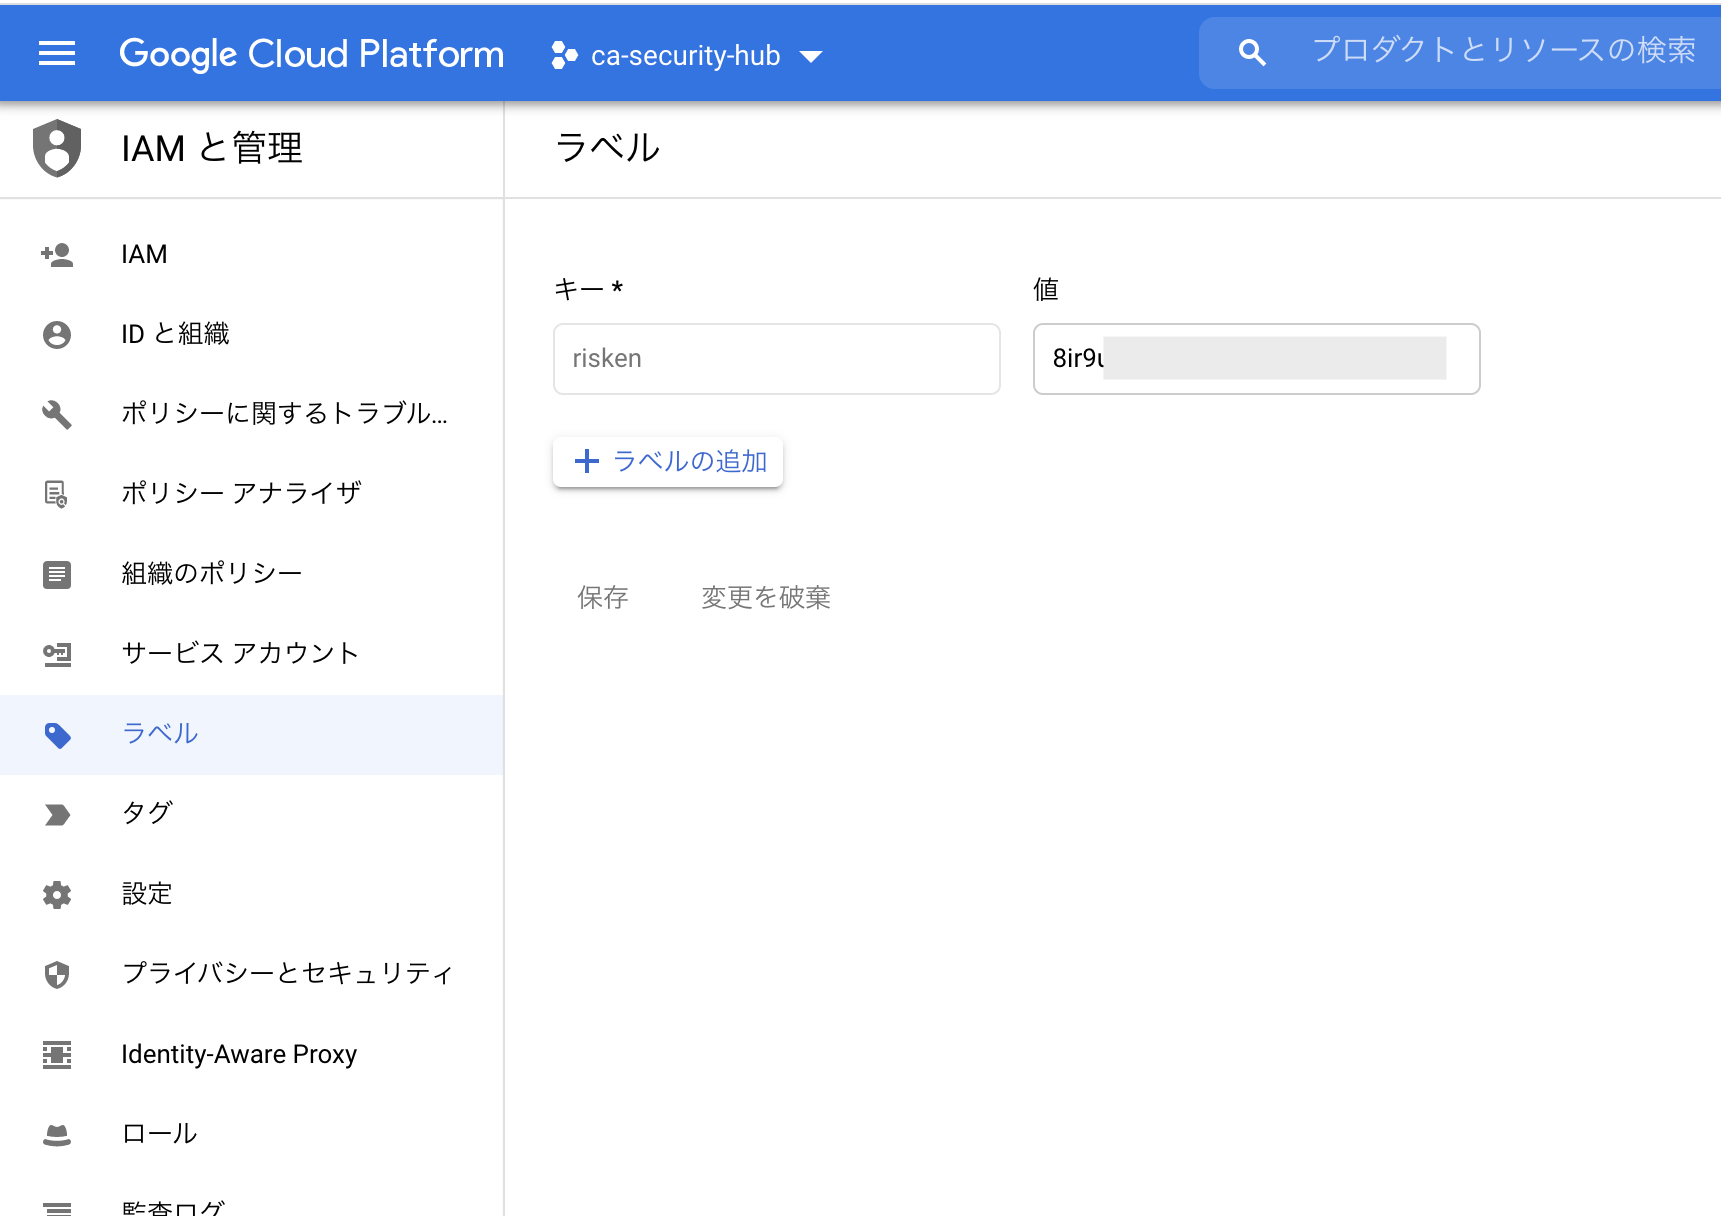 Google Cloud Platform
ca-security-hub
プロダクトとリソースの検索
IAM と管理
ラベル
IAM
ID と組織
ポリシーに関するトラブル...
ポリシー アナライザ
組織のポリシー
サービス アカウント
ラベル
タグ
設定
プライバシーとセキュリティ
Identity-Aware Proxy
ロール
監査ログ
キー *
値
risken
8ir9u
ラベルの追加
保存
変更を破棄